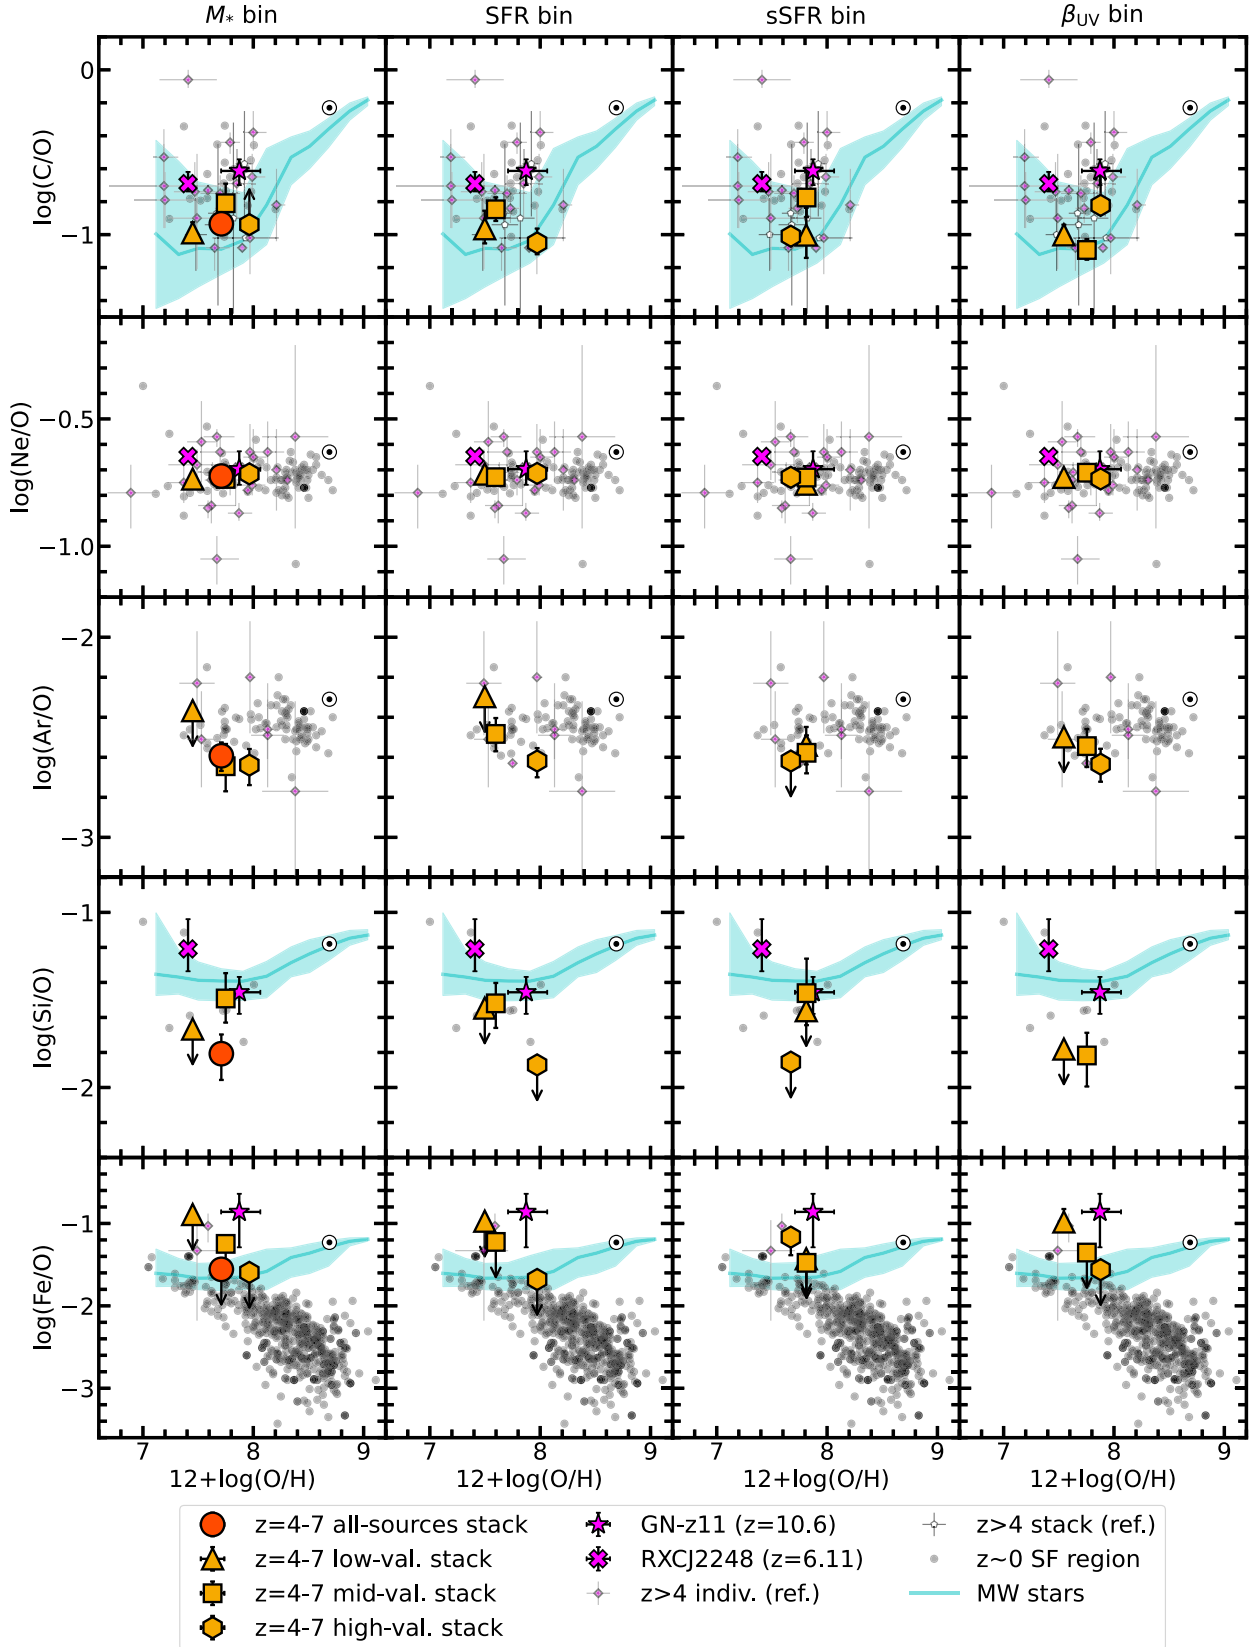 M* bin SFR bin sSFR bin βUV bin
0
−1
log(C/O)
−0.5
−1.0
log(Ne/O)
−2
−3
log(Ar/O)
−1
−2
log(Si/O)
−1
−2
−3
log(Fe/O)
7 8 9 7 8 9 7 8 9 7 8 9
12+log(O/H) 12+log(O/H) 12+log(O/H) 12+log(O/H)
z=4-7 all-sources stack GN-z11 (z=10.6) z>4 stack (ref.)
z=4-7 low-val. stack RXCJ2248 (z=6.11) z~0 SF region
z=4-7 mid-val. stack z>4 indiv. (ref.) MW stars
z=4-7 high-val. stack